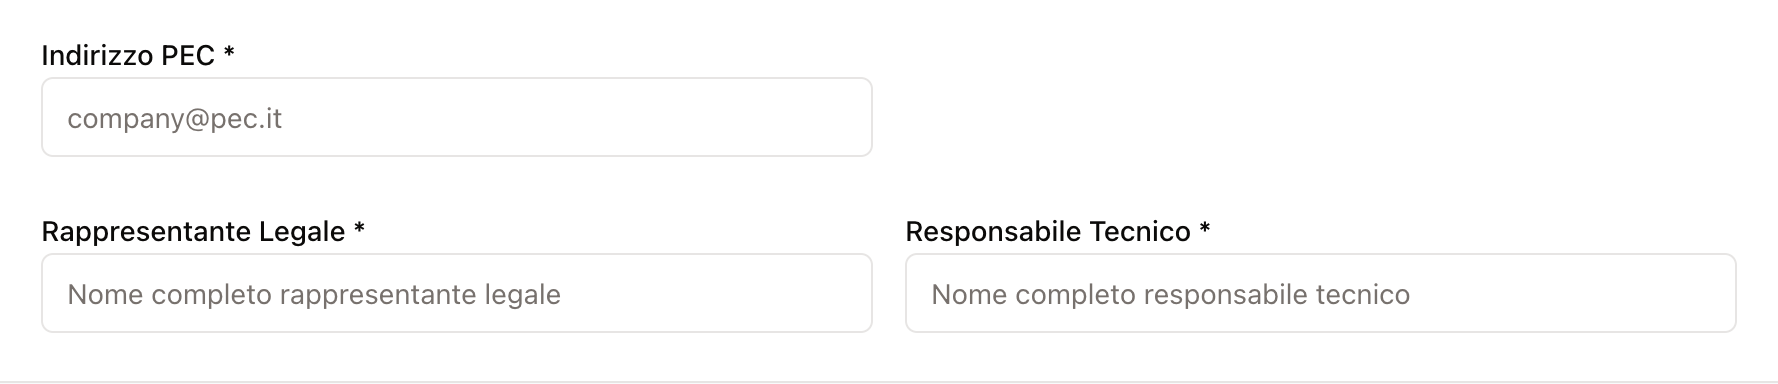 Indirizzo PEC *
company@pec.it
Rappresentante Legale *
Nome completo rappresentante legale
Responsabile Tecnico *
Nome completo responsabile tecnico